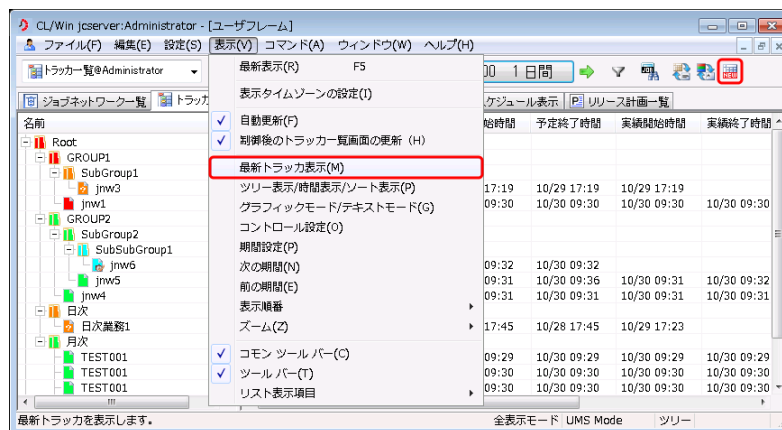 CL/Win jcserver:Administrator - [ユーザフレーム]
ファイル(F) 編集(E) 設定(S) 表示(V) コマンド(A) ウィンドウ(W) ヘルプ(H)
トラッカ一覧@Administrator 最新表示(R) F5 00 1日間
表示タイムゾーンの設定(I)
ジョブネットワーク一覧 トラッカ ケジュール表示 リリース計画一覧
名前 自動更新(F) 始時間 予定終了時間 実績開始時間 実績終了時間
Root 制御後のトラッカ一覧画面の更新 (H)
GROUP1
SubGroup1 最新トラッカ表示(M)
jnw3 ツリー表示/時間表示/ソート表示(P) 17:19 10/29 17:19 10/29 17:19
jnw1 グラフィックモード/テキストモード(G) 09:30 10/30 09:30 10/30 09:30 10/30 09:30
GROUP2
SubGroup2 コントロール設定(O)
SubSubGroup1 期間設定(P)
jnw6 次の期間(N) 09:32 10/30 09:32
jnw5 前の期間(E) 09:31 10/30 09:36 10/30 09:31 10/30 09:32
jnw4 表示順番 09:31 10/30 09:31 10/30 09:31 10/30 09:31
日次
日次業務1 ズーム(Z) 17:45 10/28 17:45 10/29 17:23
月次
TEST001 コモン ツール バー(C) 09:29 10/30 09:29 10/30 09:29 10/30 09:29
TEST001 ツール バー(T) 09:30 10/30 09:30 10/30 09:30 10/30 09:30
TEST001 リスト表示項目 09:30 10/30 09:30 10/30 09:30 10/30 09:30
最新トラッカを表示します。 全表示モード UMS Mode ツリー